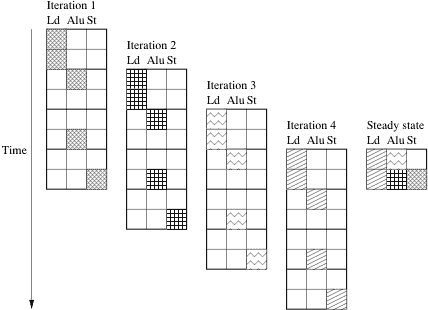 Iteration 1
Ld Alu St
Iteration 2
Ld Alu St
Iteration 3
Ld Alu St
Iteration 4
Ld Alu St
Steady state
Ld Alu St
Time